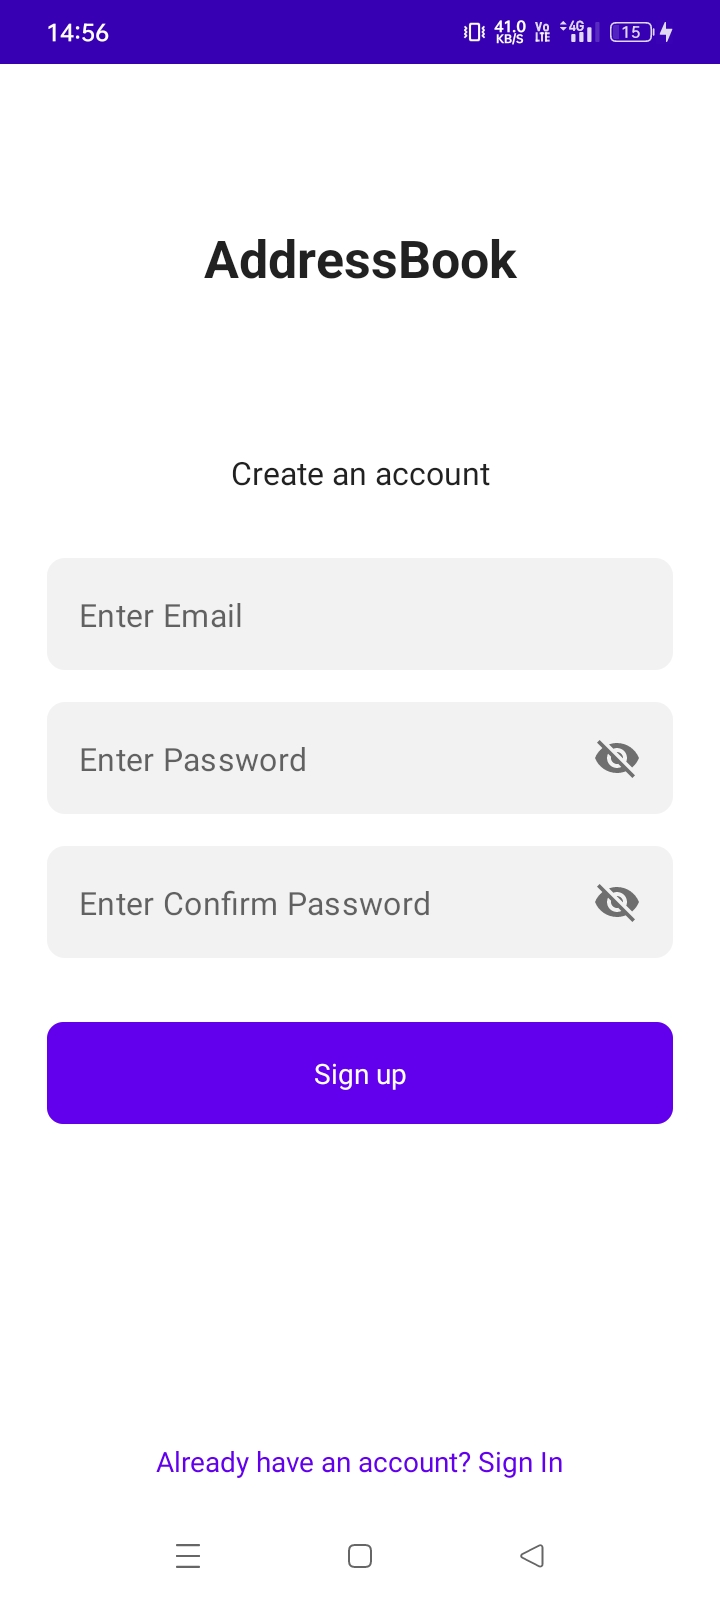 14:56
41.0 KB/S Vo LTE 4G 15
AddressBook
Create an account
Enter Email
Enter Password
Enter Confirm Password
Sign up
Already have an account? Sign In